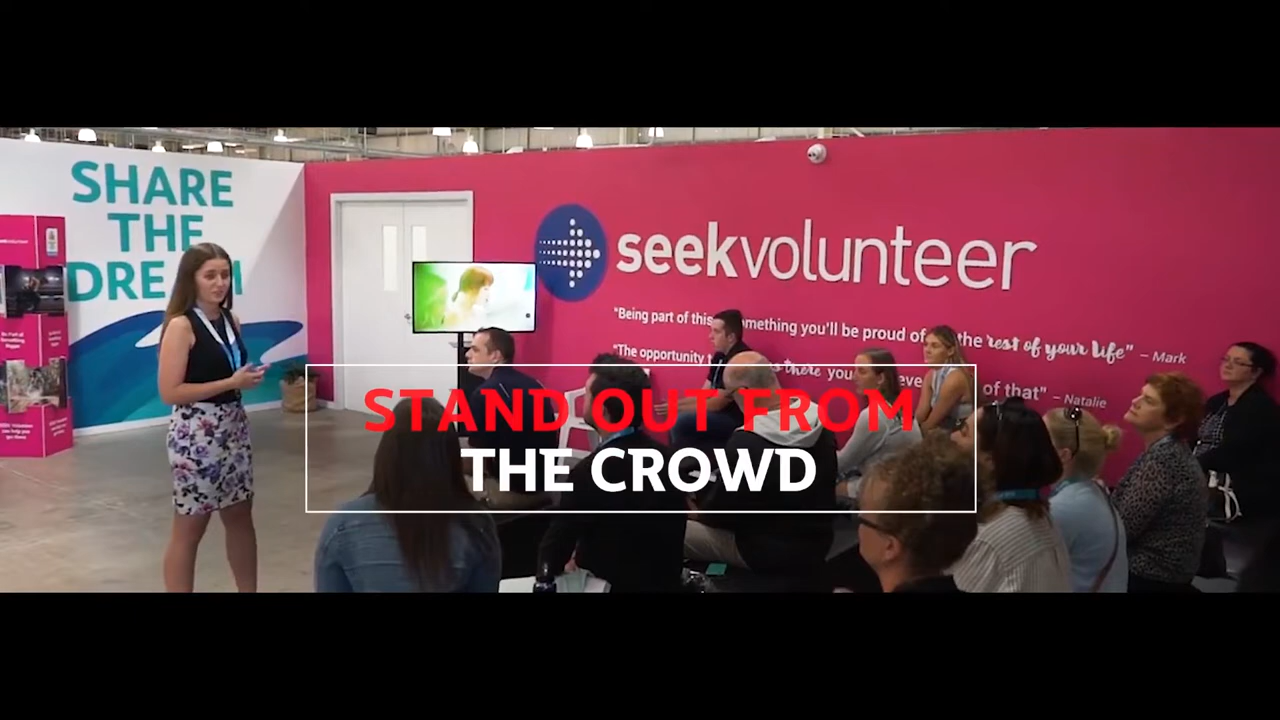 SHARE
THE
DREAM
seekvolunteer
"Being part of this something you'll be proud of the rest of your life" – Mark
"The opportunity there you of that" – Natalie
STAND OUT FROM
THE CROWD